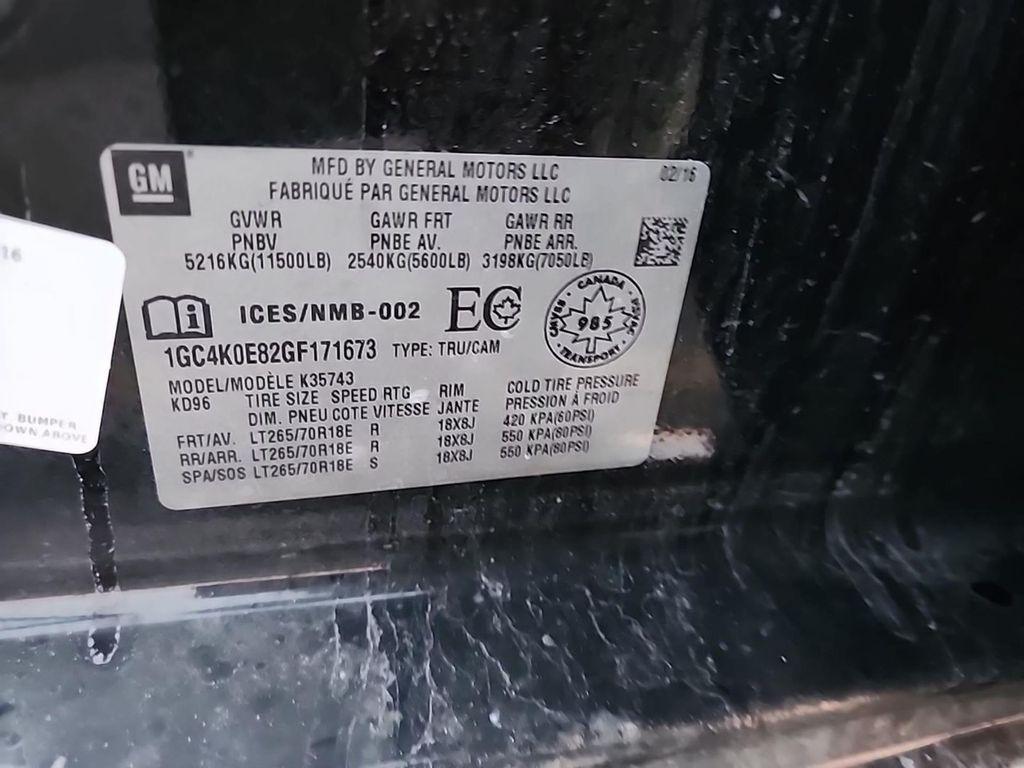 GM
MFD BY GENERAL MOTORS LLC 02/16
FABRIQUÉ PAR GENERAL MOTORS LLC
GVWR GAWR FRT GAWR RR
PNBV PNBE AV. PNBE ARR.
5216KG(11500LB) 2540KG(5600LB) 3198KG(7050LB)
i ICES/NMB-002 EC
CANADA
985
TRANSPORT
1GC4K0E82GF171673 TYPE: TRU/CAM
MODEL/MODÈLE K35743
KD96 TIRE SIZE SPEED RTG RIM COLD TIRE PRESSURE
DIM. PNEU COTE VITESSE JANTE PRESSION À FROID
FRT/AV. LT265/70R18E R 18X8J 420 KPA(60PSI)
RR/ARR. LT265/70R18E R 18X8J 550 KPA(80PSI)
SPA/SOS LT265/70R18E S 18X8J 550 KPA(80PSI)
16
T BUMPER
OWN ABOVE